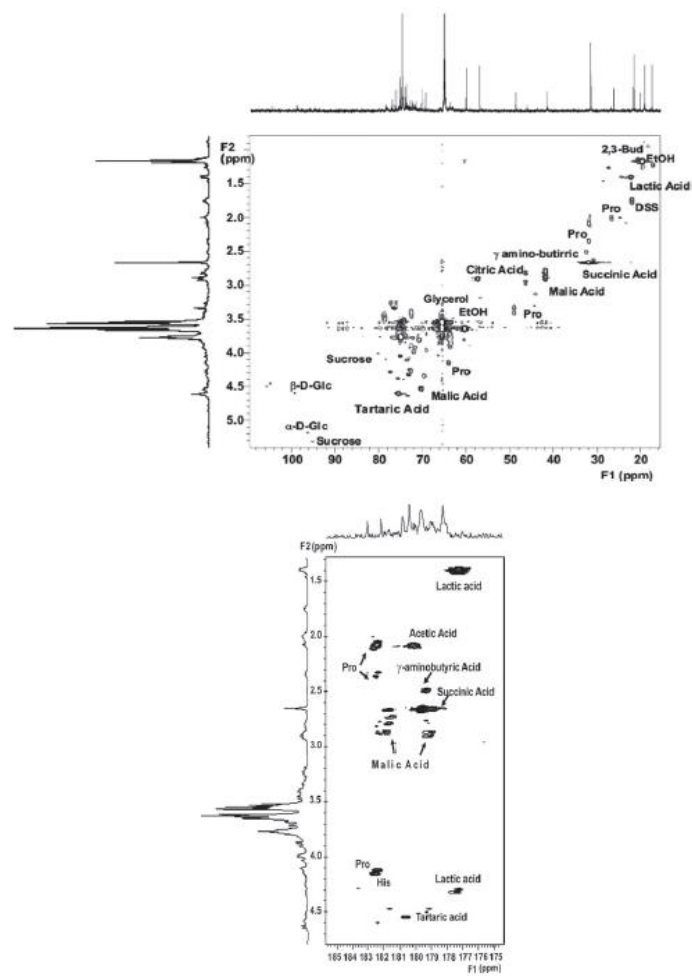 F2
(ppm)
1.5
2.0
2.5
3.0
3.5
4.0
4.5
5.0
2,3-Bud
EtOH
Lactic Acid
Pro
DSS
Pro
γ amino-butirric
Citric Acid
Succinic Acid
Malic Acid
Glycerol
EtOH
Pro
Sucrose
Pro
β-D-Glc
Malic Acid
Tartaric Acid
α-D-Glc
Sucrose
100 90 80 70 60 50 40 30 20
F1 (ppm)
F2(ppm)
1.5
2.0
2.5
3.0
3.5
4.0
4.5
Lactic acid
Acetic Acid
Pro
γ-aminobutyric Acid
Succinic Acid
Malic Acid
Pro
His
Lactic acid
Tartaric acid
185 184 183 182 181 180 179 178 177 176 175
F1 (ppm)